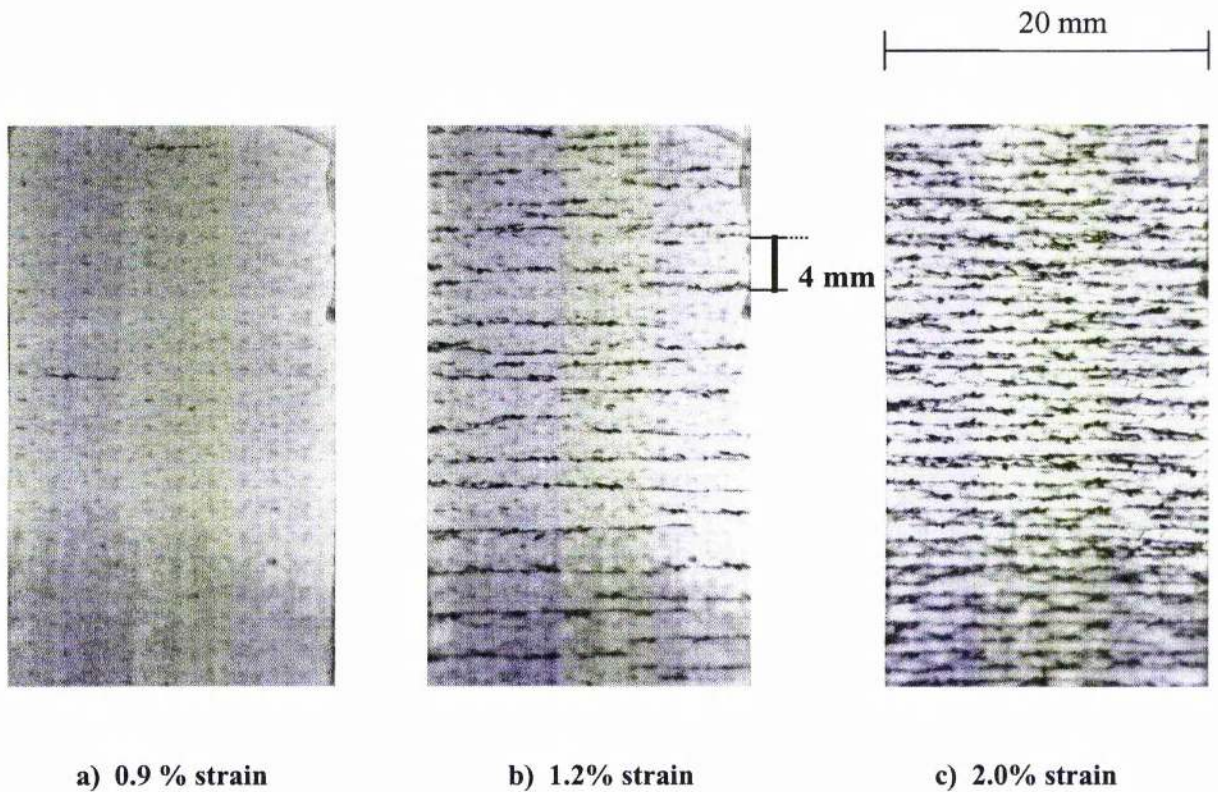 20 mm
4 mm
a) 0.9 % strain
b) 1.2% strain
c) 2.0% strain